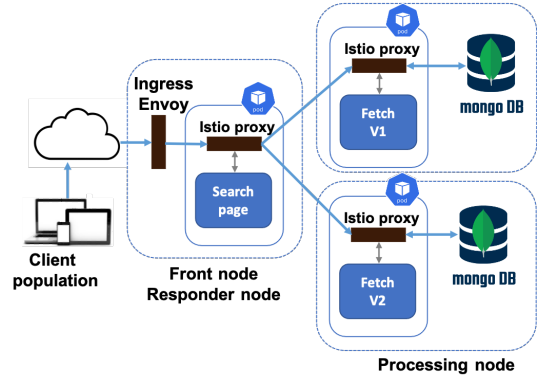 Ingress
Envoy
pod
Istio proxy
Search
page
Front node
Responder node
Client
population
pod
Istio proxy
Fetch
V1
mongo DB
pod
Istio proxy
Fetch
V2
mongo DB
Processing node